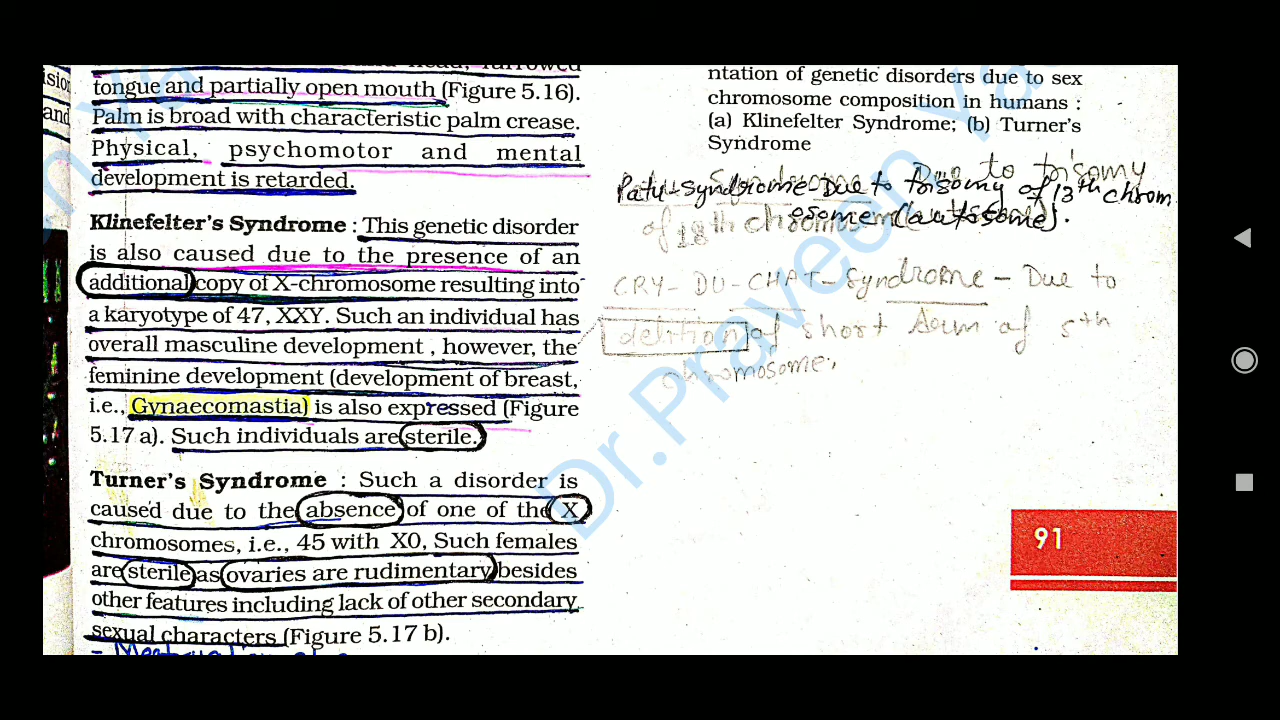 tongue and partially open mouth (Figure 5.16).
Palm is broad with characteristic palm crease.
Physical, psychomotor and mental
development is retarded.
Klinefelter's Syndrome : This genetic disorder
is also caused due to the presence of an
additional copy of X-chromosome resulting into
a karyotype of 47, XXY. Such an individual has
overall masculine development , however, the
feminine development (development of breast,
i.e., Gynaecomastia) is also expressed (Figure
5.17 a). Such individuals are sterile.
Turner's Syndrome : Such a disorder is
caused due to the absence of one of the X
chromosomes, i.e., 45 with XO, Such females
are sterile as ovaries are rudimentary besides
other features including lack of other secondary
sexual characters (Figure 5.17 b).
ntation of genetic disorders due to sex
chromosome composition in humans :
(a) Klinefelter Syndrome; (b) Turner's
Syndrome
syndrome Due to trisomy of 13th chrom
Due to trisomy
of 18th chromosome
CRY-DU-CHAT-syndrome - Due to
of short of 5th
chromosome.
91
Dr.Praveen